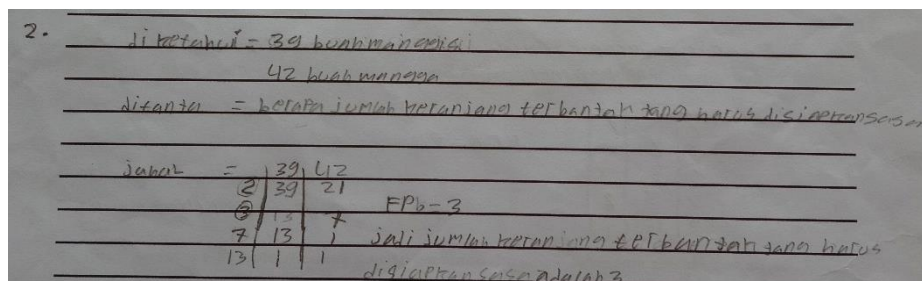 2.
diketahui = 39 buah manggis
42 buah mangga
ditanya = berapa jumlah keranjang terbanyak yang harus disiapkan sasa
jawab = 39 42
2 39 21
3 13 7
7 13 1
13 1 1
FPb = 3
jadi jumlah keranjang terbanyak yang harus
disiapkan sasa adalah 3